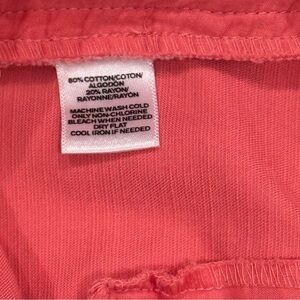 80% COTTON/COTON/
ALGODÓN
20% RAYON/
RAYONNE/RAYON
MACHINE WASH COLD
ONLY NON-CHLORINE
BLEACH WHEN NEEDED
DRY FLAT
COOL IRON IF NEEDED